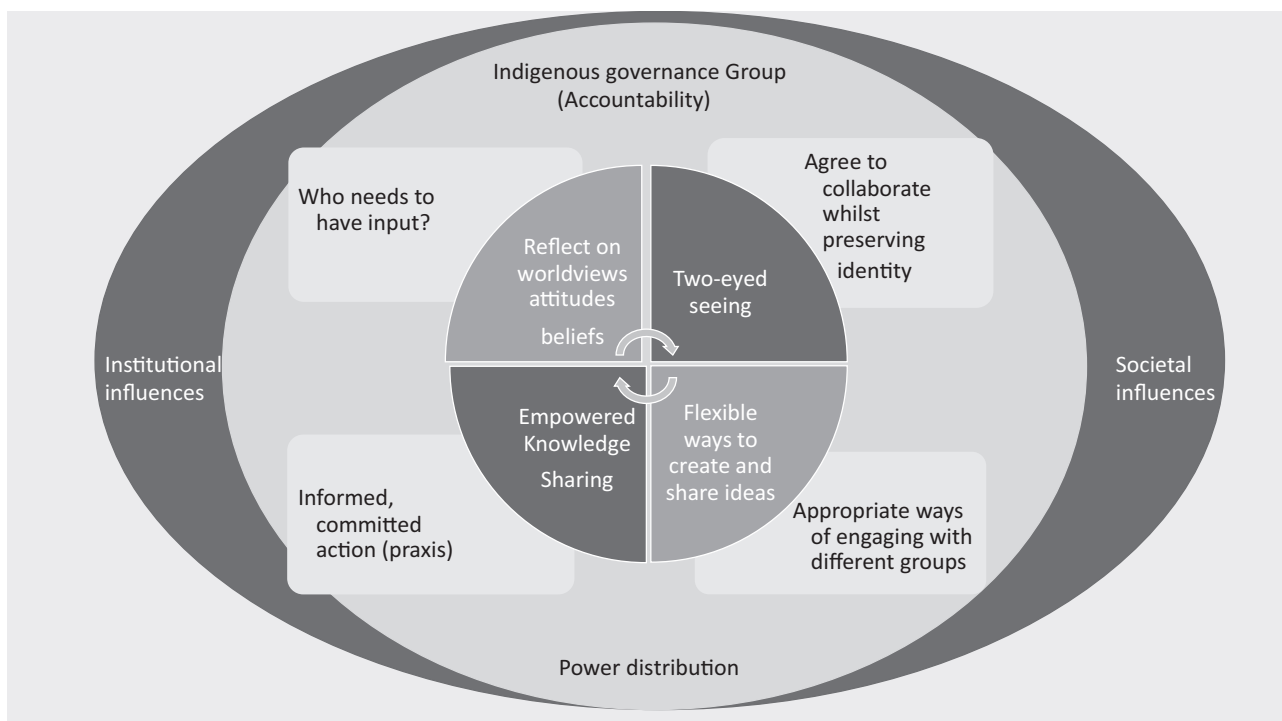 Indigenous governance Group
(Accountability)
Who needs to
have input?
Agree to
collaborate
whilst
preserving
identity
Reflect on
worldviews
attitudes
beliefs
Two-eyed
seeing
Institutional
influences
Societal
influences
Empowered
Knowledge
Sharing
Flexible
ways to
create and
share ideas
Informed,
committed
action (praxis)
Appropriate ways
of engaging with
different groups
Power distribution